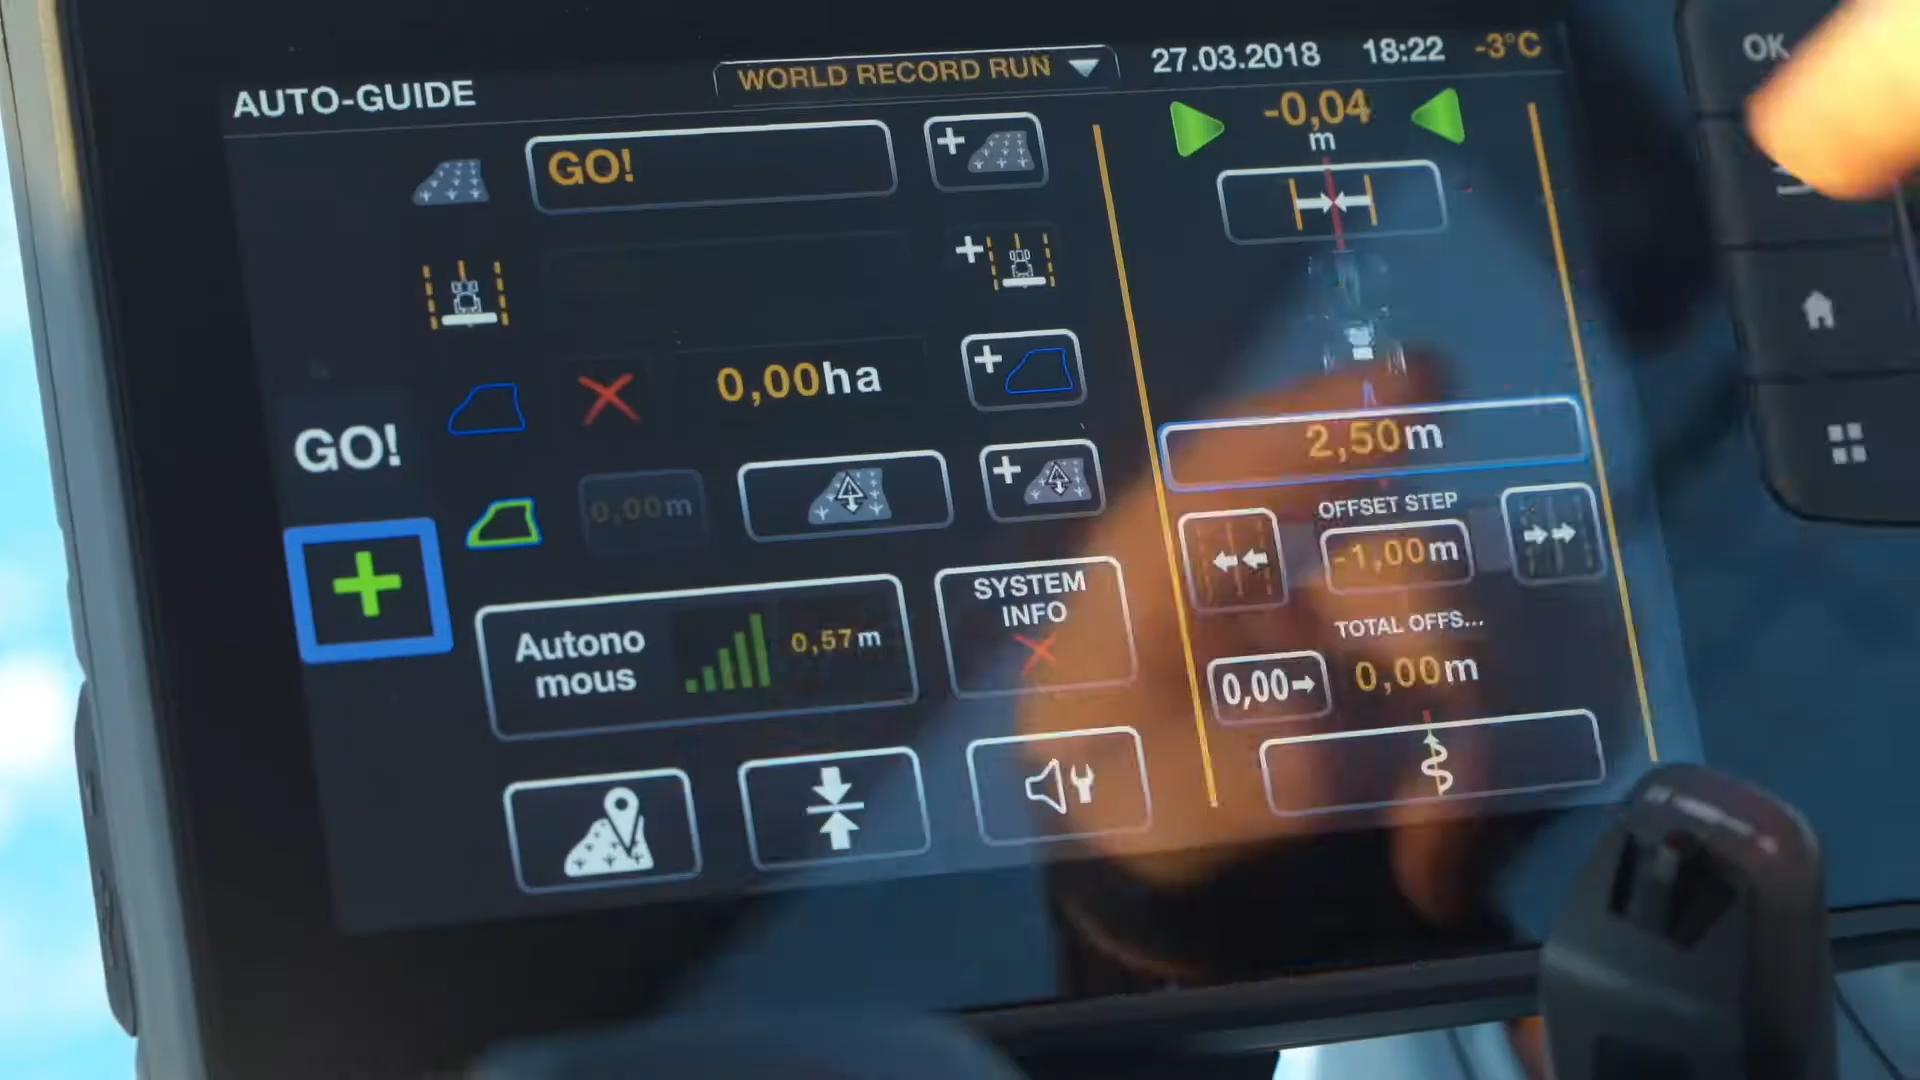 AUTO-GUIDE
WORLD RECORD RUN
27.03.2018 18:22 -3°C
GO!
-0,04
m
0,00ha
GO!
0,00m
2,50m
OFFSET STEP
-1,00m
Autono
mous
0,57m
SYSTEM
INFO
TOTAL OFFS...
0,00
0,00m
OK